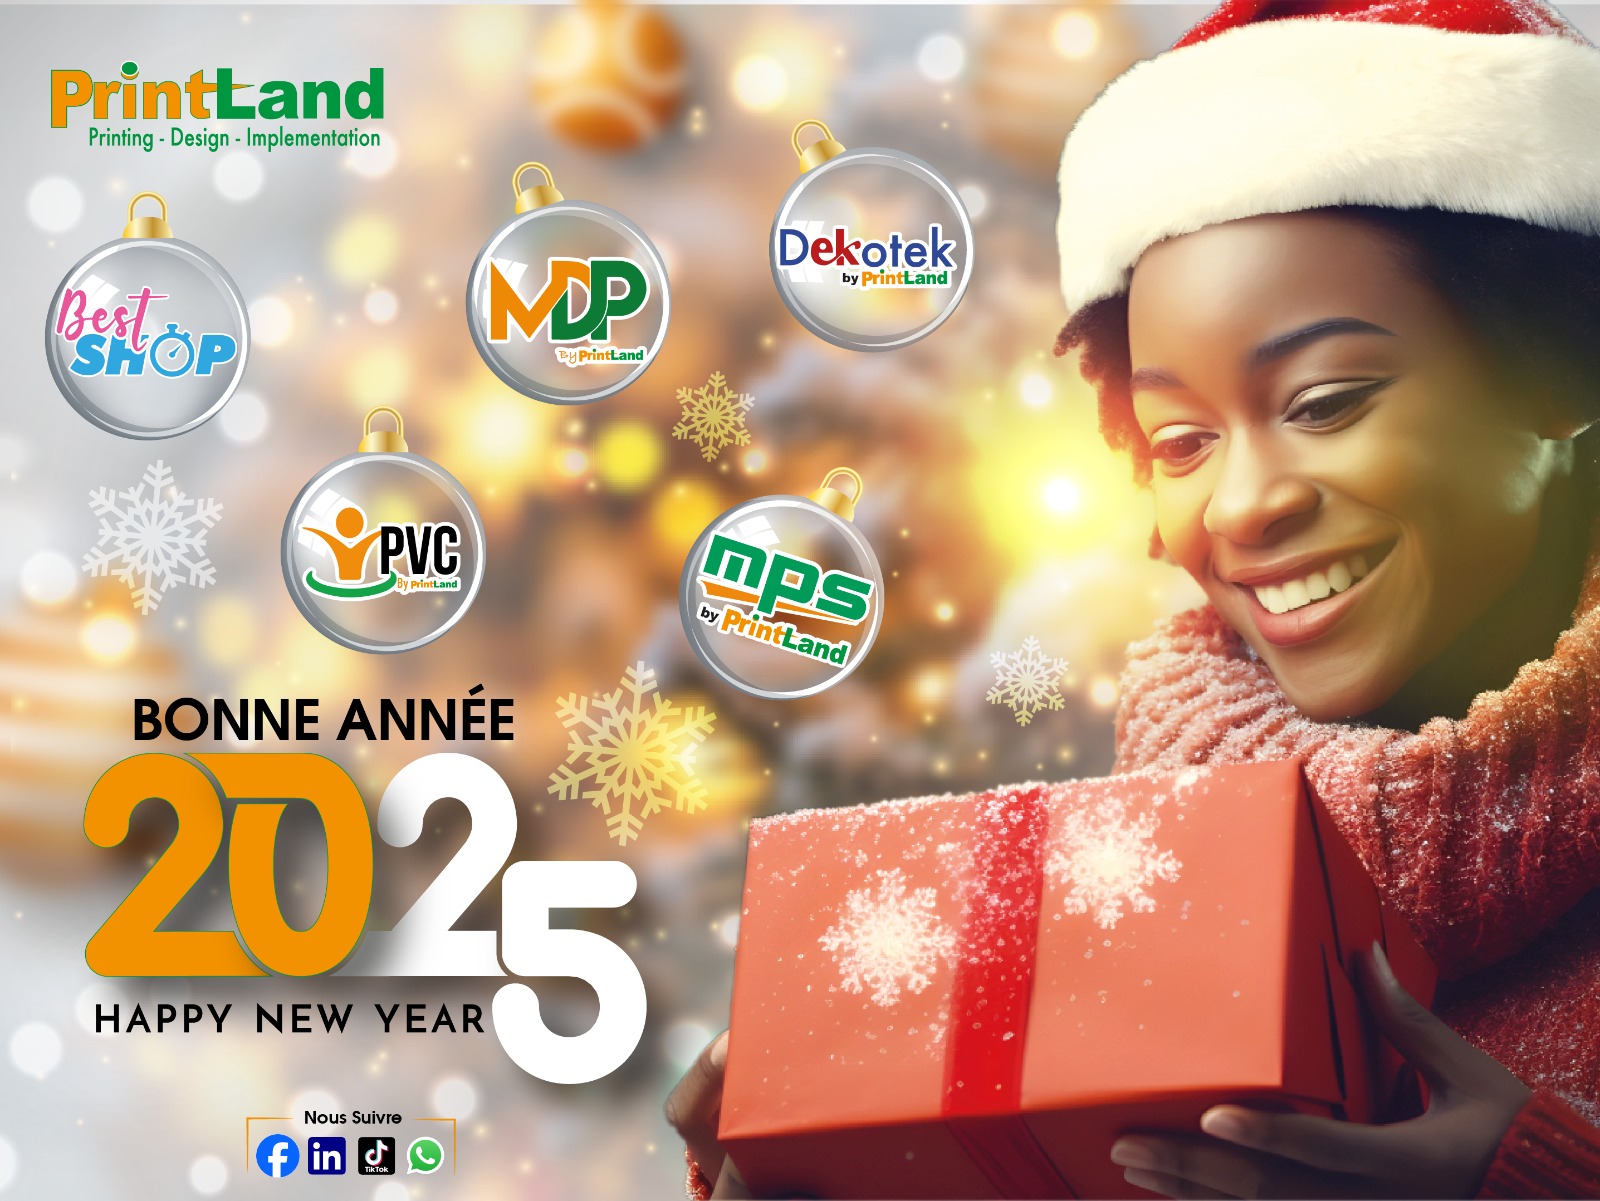 PrintLand
Printing - Design - Implementation
Best
SHOP
MDP
By PrintLand
Dekotek
by PrintLand
PVC
By PrintLand
mps
by PrintLand
BONNE ANNÉE
2025
HAPPY NEW YEAR
Nous Suivre
f in TikTok